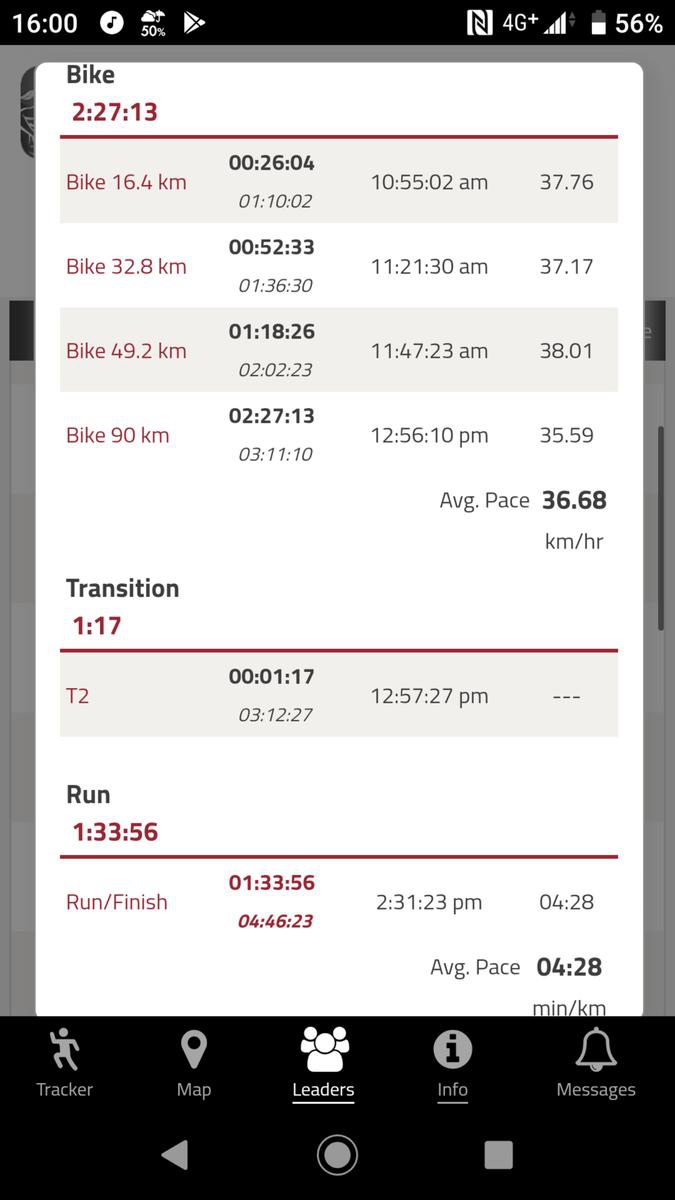 16:00 50% 4G+ 56%
Bike
2:27:13
Bike 16.4 km 00:26:04 10:55:02 am 37.76
01:10:02
Bike 32.8 km 00:52:33 11:21:30 am 37.17
01:36:30
Bike 49.2 km 01:18:26 11:47:23 am 38.01
02:02:23
Bike 90 km 02:27:13 12:56:10 pm 35.59
03:11:10
Avg. Pace 36.68
km/hr
Transition
1:17
T2 00:01:17 12:57:27 pm ---
03:12:27
Run
1:33:56
Run/Finish 01:33:56 2:31:23 pm 04:28
04:46:23
Avg. Pace 04:28
min/km
Tracker Map Leaders Info Messages